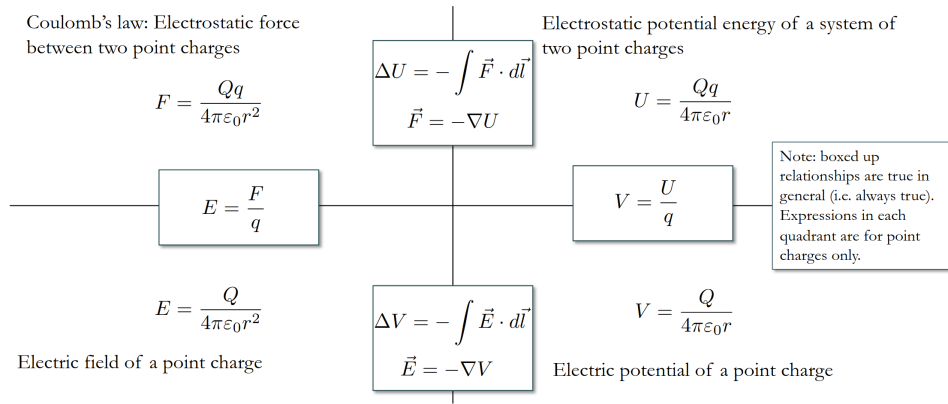 Coulomb's law: Electrostatic force
between two point charges
F = Qq / 4πε₀r²
ΔU = −∫ F⃗ · dl⃗
F⃗ = −∇U
Electrostatic potential energy of a system of
two point charges
U = Qq / 4πε₀r
E = F / q
V = U / q
Note: boxed up
relationships are true in
general (i.e. always true).
Expressions in each
quadrant are for point
charges only.
E = Q / 4πε₀r²
Electric field of a point charge
ΔV = −∫ E⃗ · dl⃗
E⃗ = −∇V
V = Q / 4πε₀r
Electric potential of a point charge